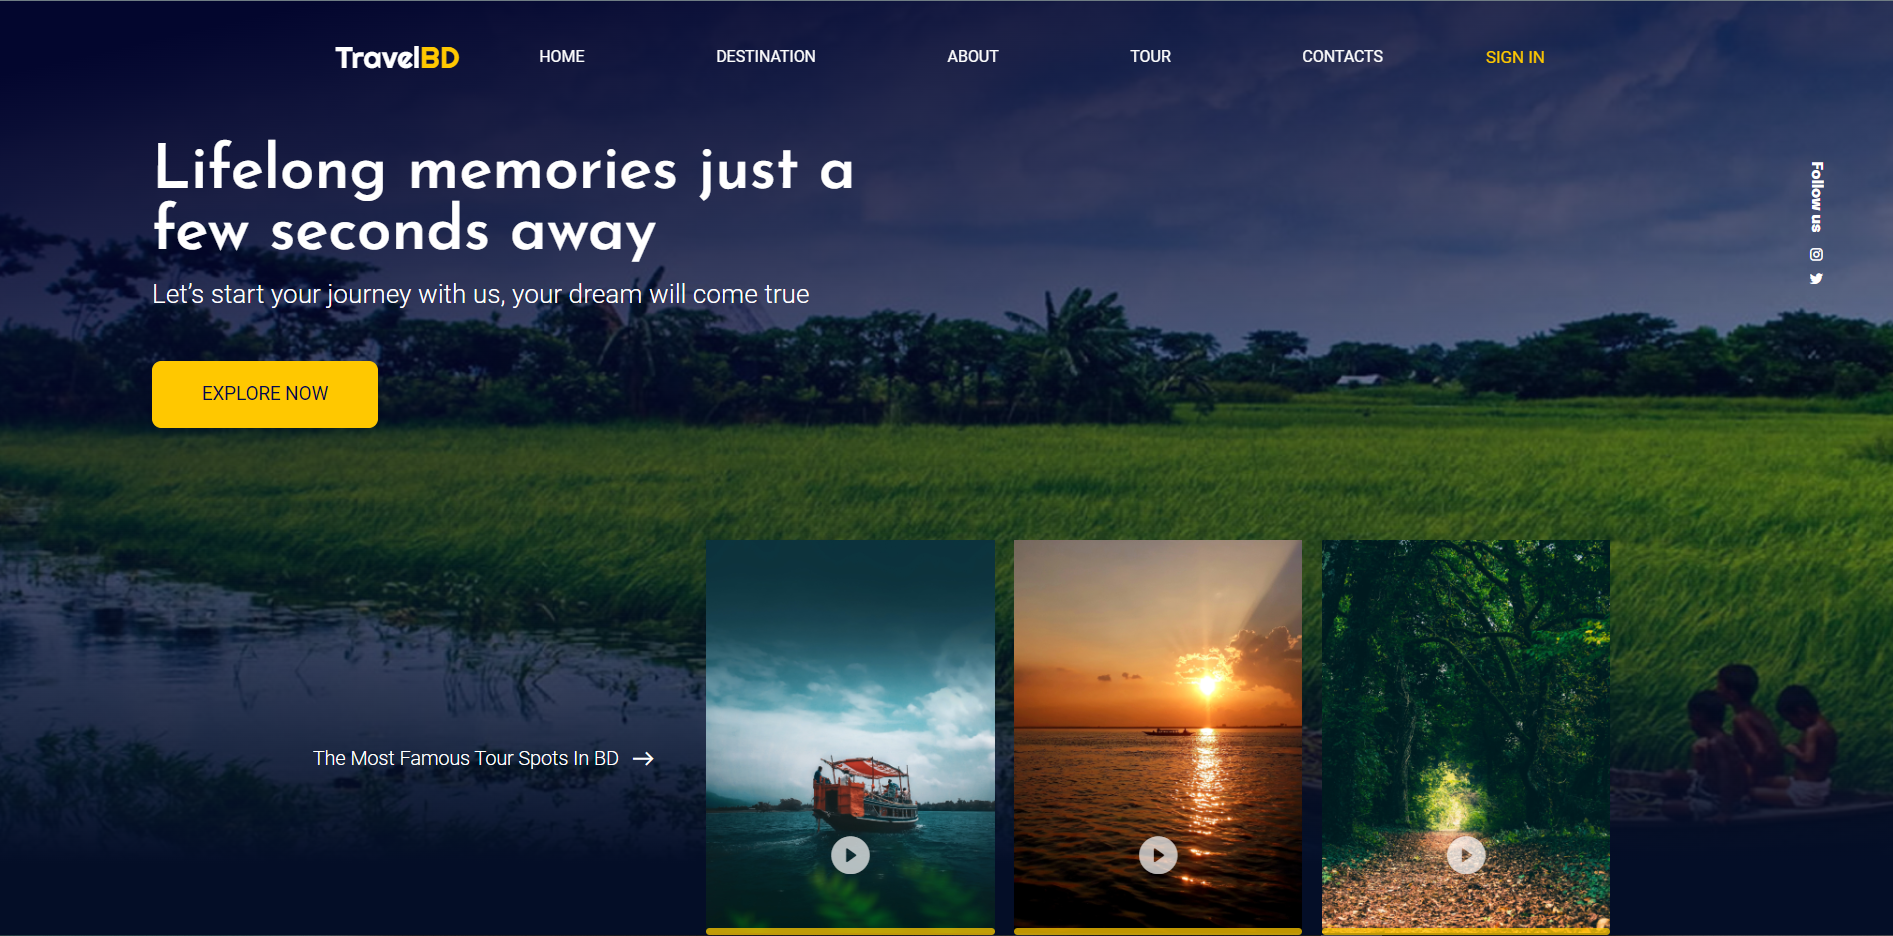 TravelBD
HOME
DESTINATION
ABOUT
TOUR
CONTACTS
SIGN IN
Lifelong memories just a
few seconds away
Let’s start your journey with us, your dream will come true
EXPLORE NOW
Follow us
The Most Famous Tour Spots In BD